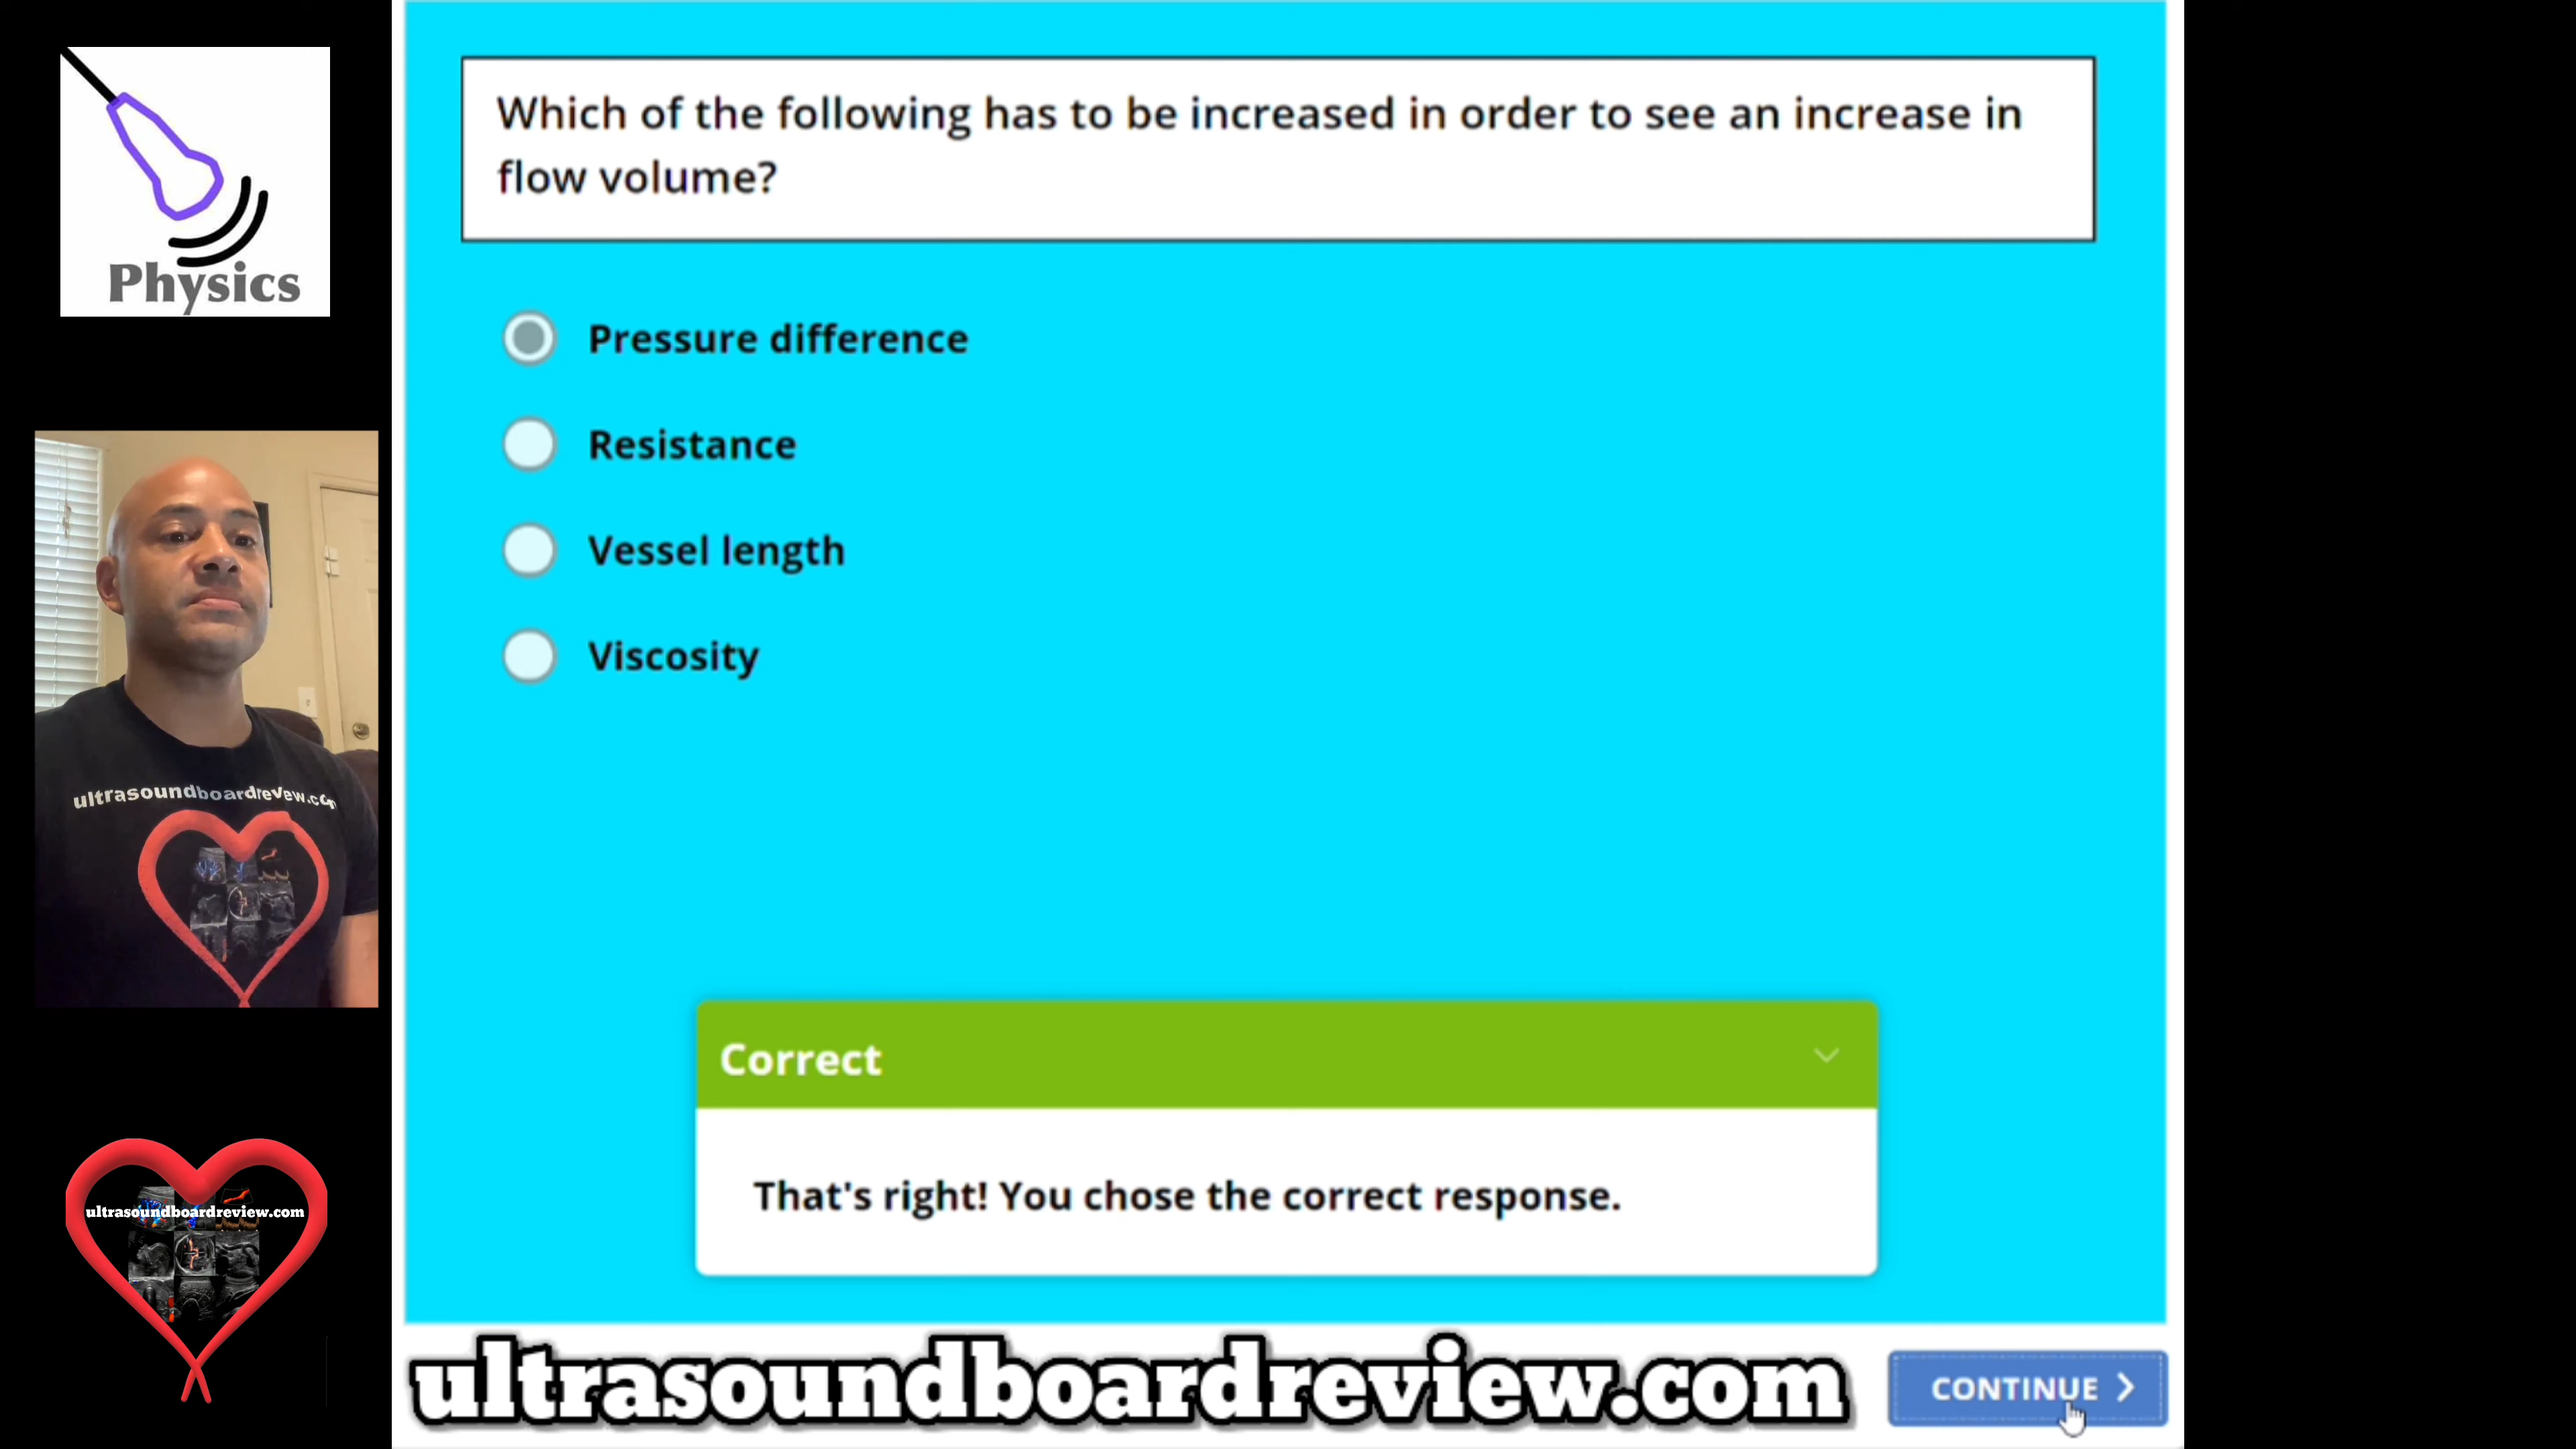 Physics
Which of the following has to be increased in order to see an increase in
flow volume?
Pressure difference
Resistance
Vessel length
Viscosity
ultrasoundboardreview.com
Correct
That's right! You chose the correct response.
ultrasoundboardreview.com
ultrasoundboardreview.com
CONTINUE